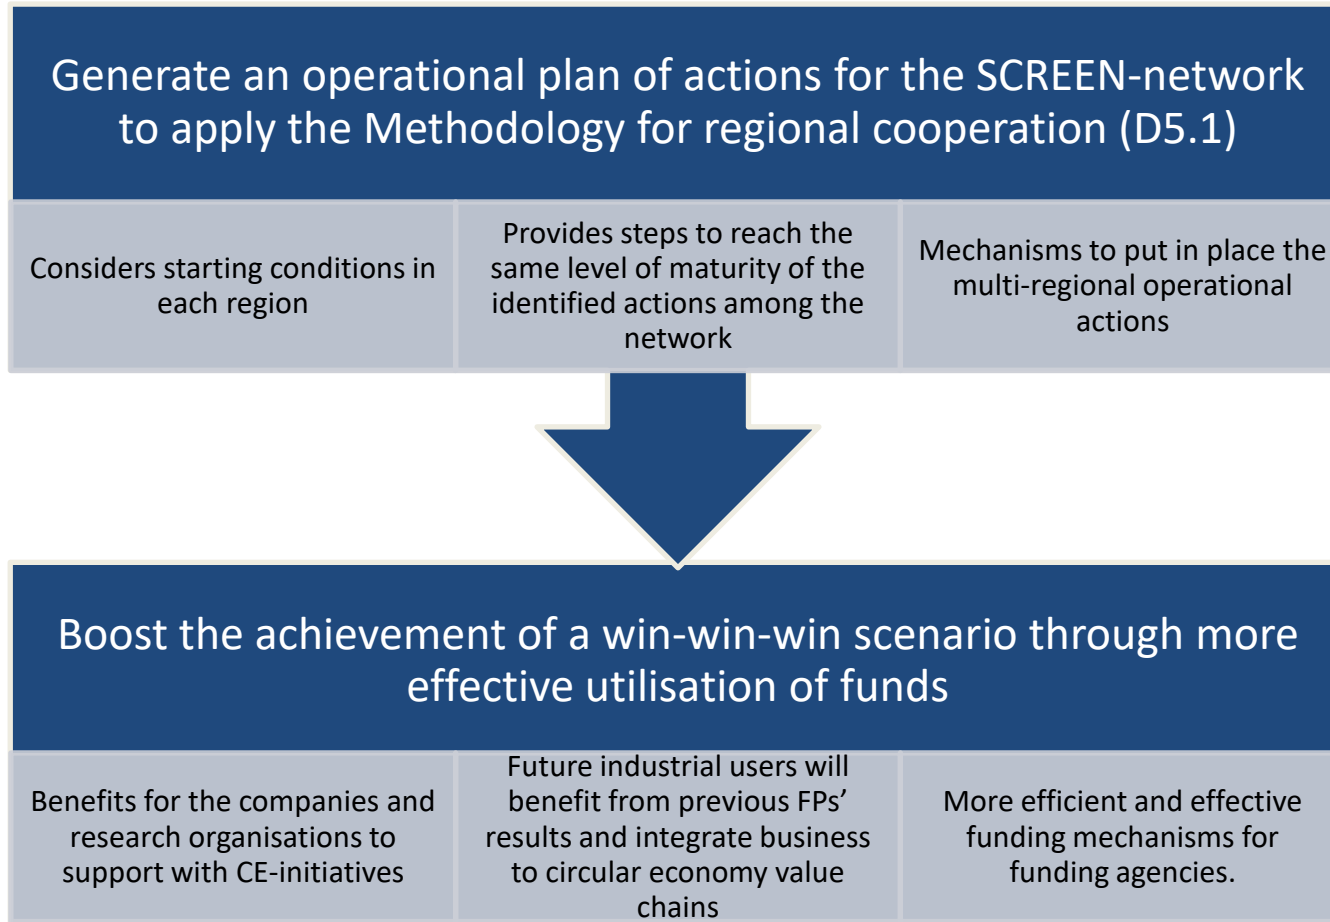 Generate an operational plan of actions for the SCREEN-network
to apply the Methodology for regional cooperation (D5.1)
Considers starting conditions in
each region
Provides steps to reach the
same level of maturity of the
identified actions among the
network
Mechanisms to put in place the
multi-regional operational
actions
Boost the achievement of a win-win-win scenario through more
effective utilisation of funds
Benefits for the companies and
research organisations to
support with CE-initiatives
Future industrial users will
benefit from previous FPs’
results and integrate business
to circular economy value
chains
More efficient and effective
funding mechanisms for
funding agencies.